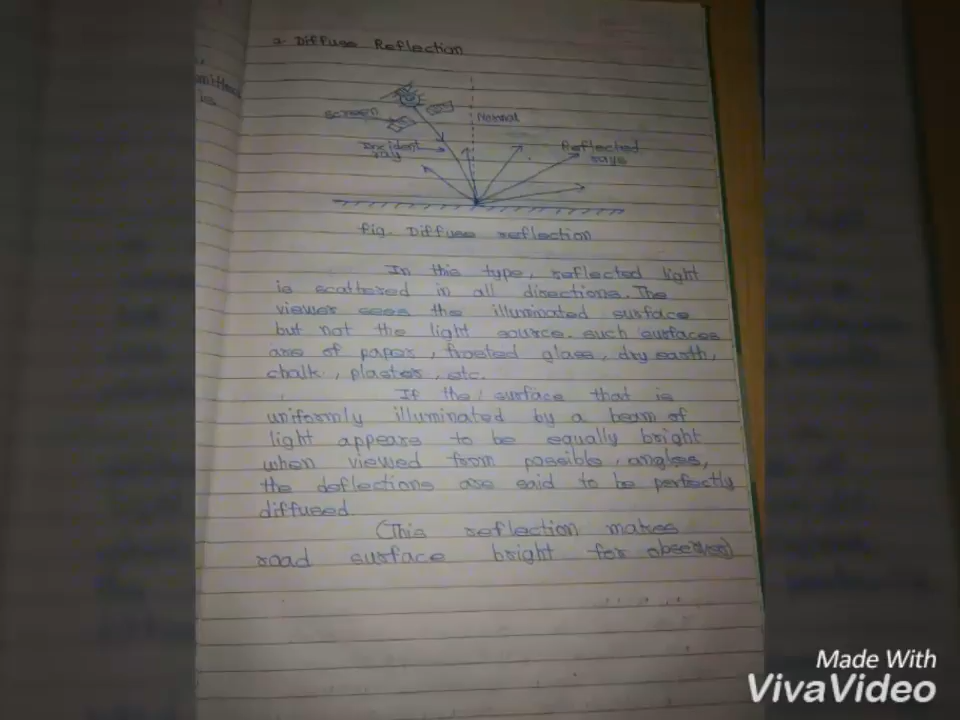 2. Diffuse Reflection
Screen
Normal
Incident
ray
Reflected
rays
fig. Diffuse reflection
In this type, reflected light
is scattered in all directions. The
viewer sees the illuminated surface
but not the light source. such surfaces
are of paper, frosted glass, dry earth,
chalk, plaster, etc.
If the surface that is
uniformly illuminated by a beam of
light appears to be equally bright
when viewed from possible angles,
the deflections are said to be perfectly
diffused.
(This reflection makes
road surface bright for observer)
Made With
VivaVideo